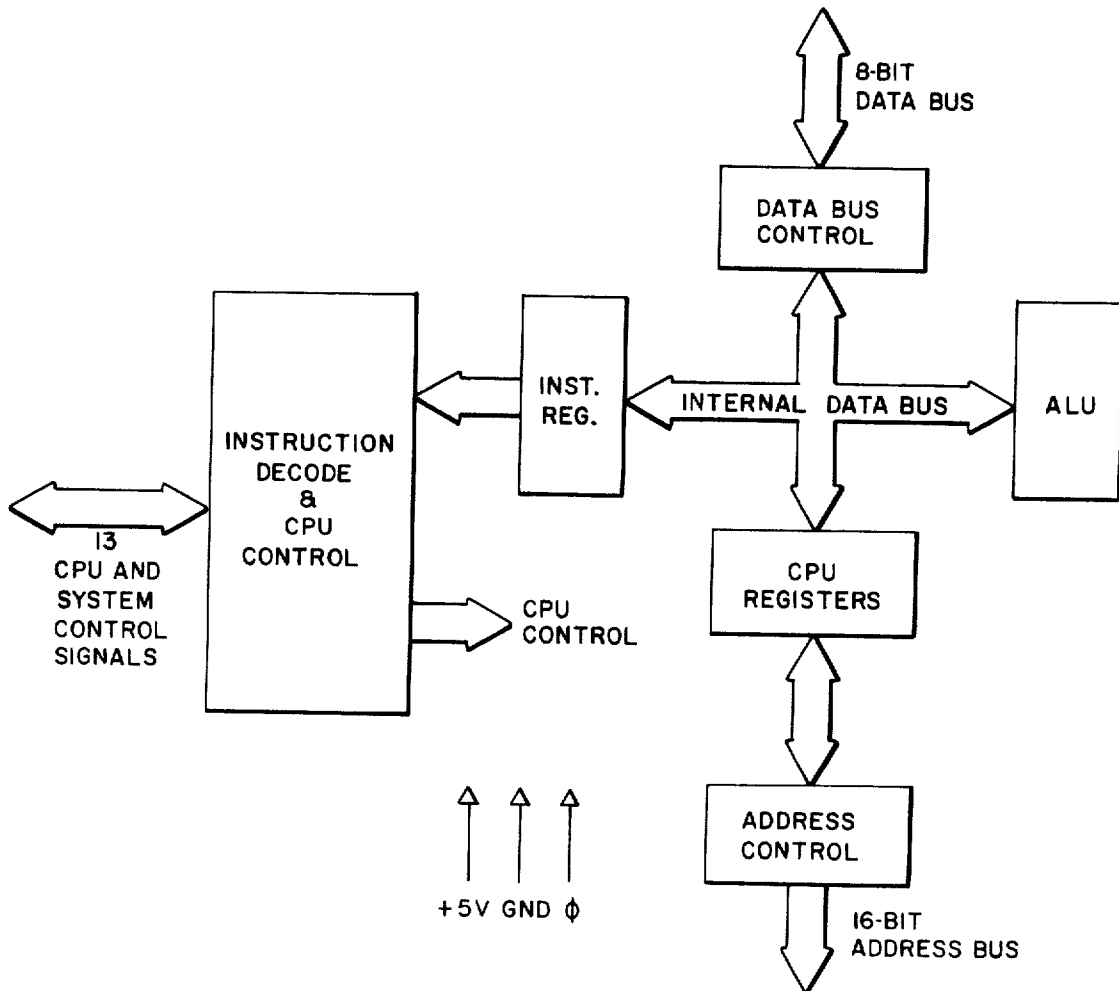 8-BIT
DATA BUS
DATA BUS
CONTROL
INSTRUCTION
DECODE
&
CPU
CONTROL
INST.
REG.
INTERNAL DATA BUS
ALU
13
CPU AND
SYSTEM
CONTROL
SIGNALS
CPU
CONTROL
CPU
REGISTERS
ADDRESS
CONTROL
+5V GND ϕ
16-BIT
ADDRESS BUS